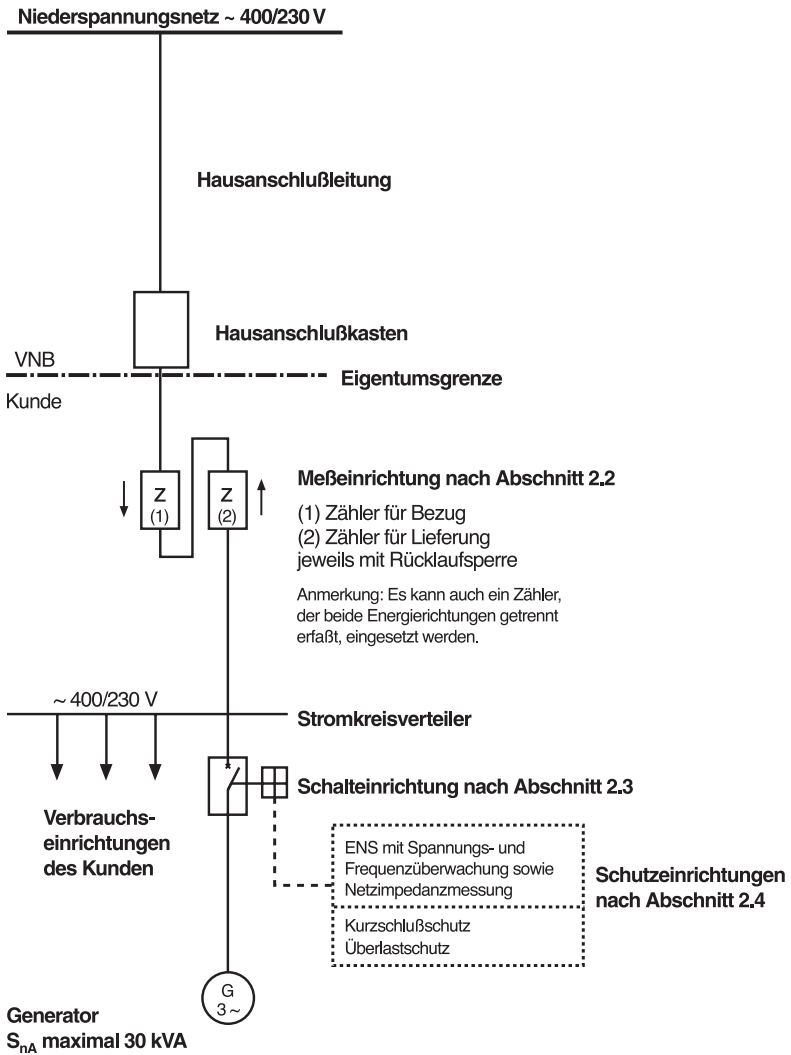 Niederspannungsnetz ~ 400/230 V
Hausanschlußleitung
Hausanschlußkasten
VNB
Eigentumsgrenze
Kunde
Meßeinrichtung nach Abschnitt 2.2
Z
(1)
Z
(2)
(1) Zähler für Bezug
(2) Zähler für Lieferung
jeweils mit Rücklaufsperre
Anmerkung: Es kann auch ein Zähler,
der beide Energierichtungen getrennt
erfaßt, eingesetzt werden.
~ 400/230 V
Stromkreisverteiler
Schalteinrichtung nach Abschnitt 2.3
Verbrauchs-
einrichtungen
des Kunden
ENS mit Spannungs- und
Frequenzüberwachung sowie
Netzimpedanzmessung
Kurzschlußschutz
Überlastschutz
Schutzeinrichtungen
nach Abschnitt 2.4
G
3 ~
Generator
SnA maximal 30 kVA